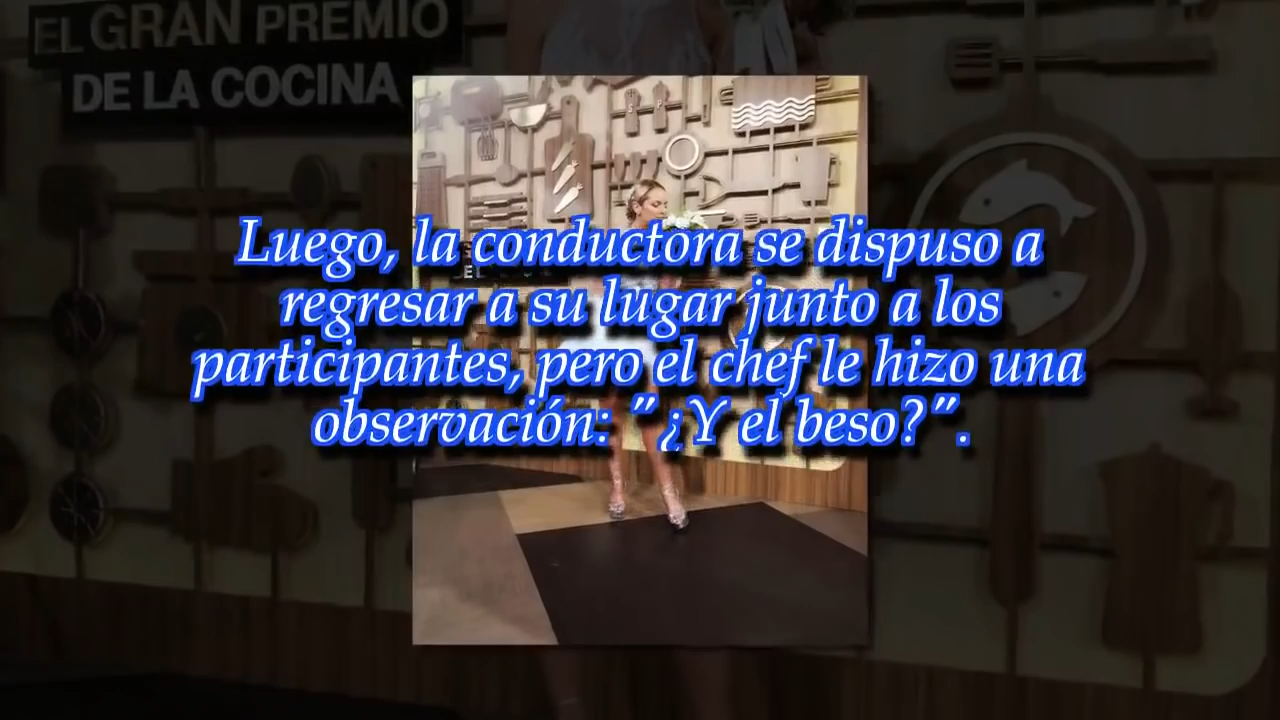 EL GRAN PREMIO
DE LA COCINA
Luego, la conductora se dispuso a
regresar a su lugar junto a los
participantes, pero el chef le hizo una
observación: "¿Y el beso?".